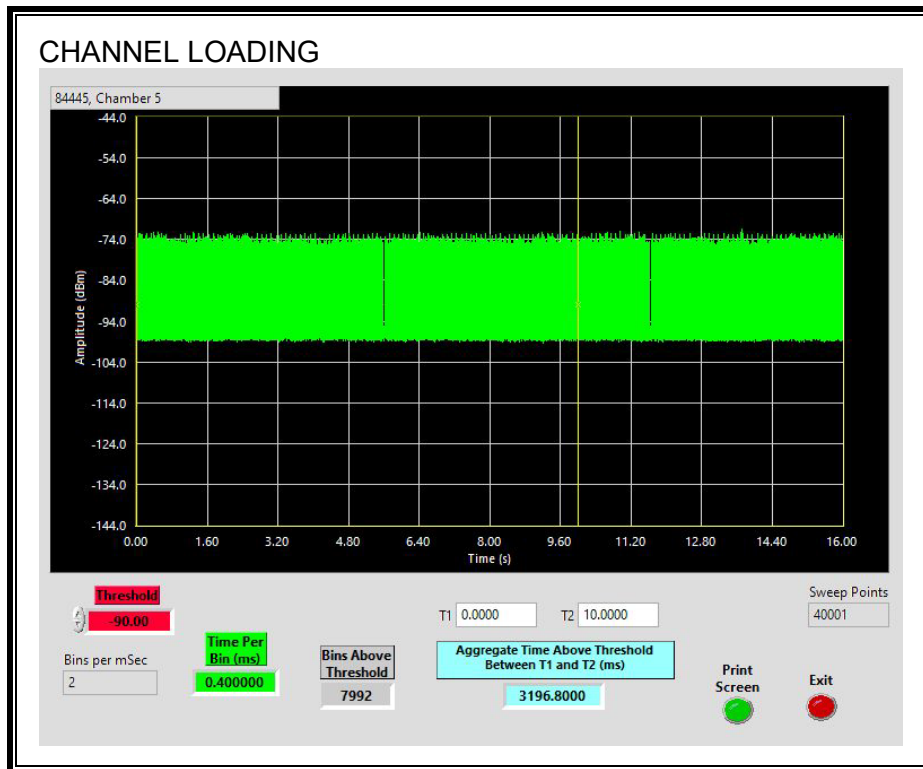 CHANNEL LOADING
84445, Chamber 5
-44.0
-54.0
-64.0
-74.0
-84.0
-94.0
-104.0
-114.0
-124.0
-134.0
-144.0
Amplitude (dBm)
0.00 1.60 3.20 4.80 6.40 8.00 9.60 11.20 12.80 14.40 16.00
Time (s)
Threshold
-90.00
Bins per mSec
2
Time Per
Bin (ms)
0.400000
Bins Above
Threshold
7992
T1 0.0000 T2 10.0000
Aggregate Time Above Threshold
Between T1 and T2 (ms)
3196.8000
Sweep Points
40001
Print
Screen
Exit